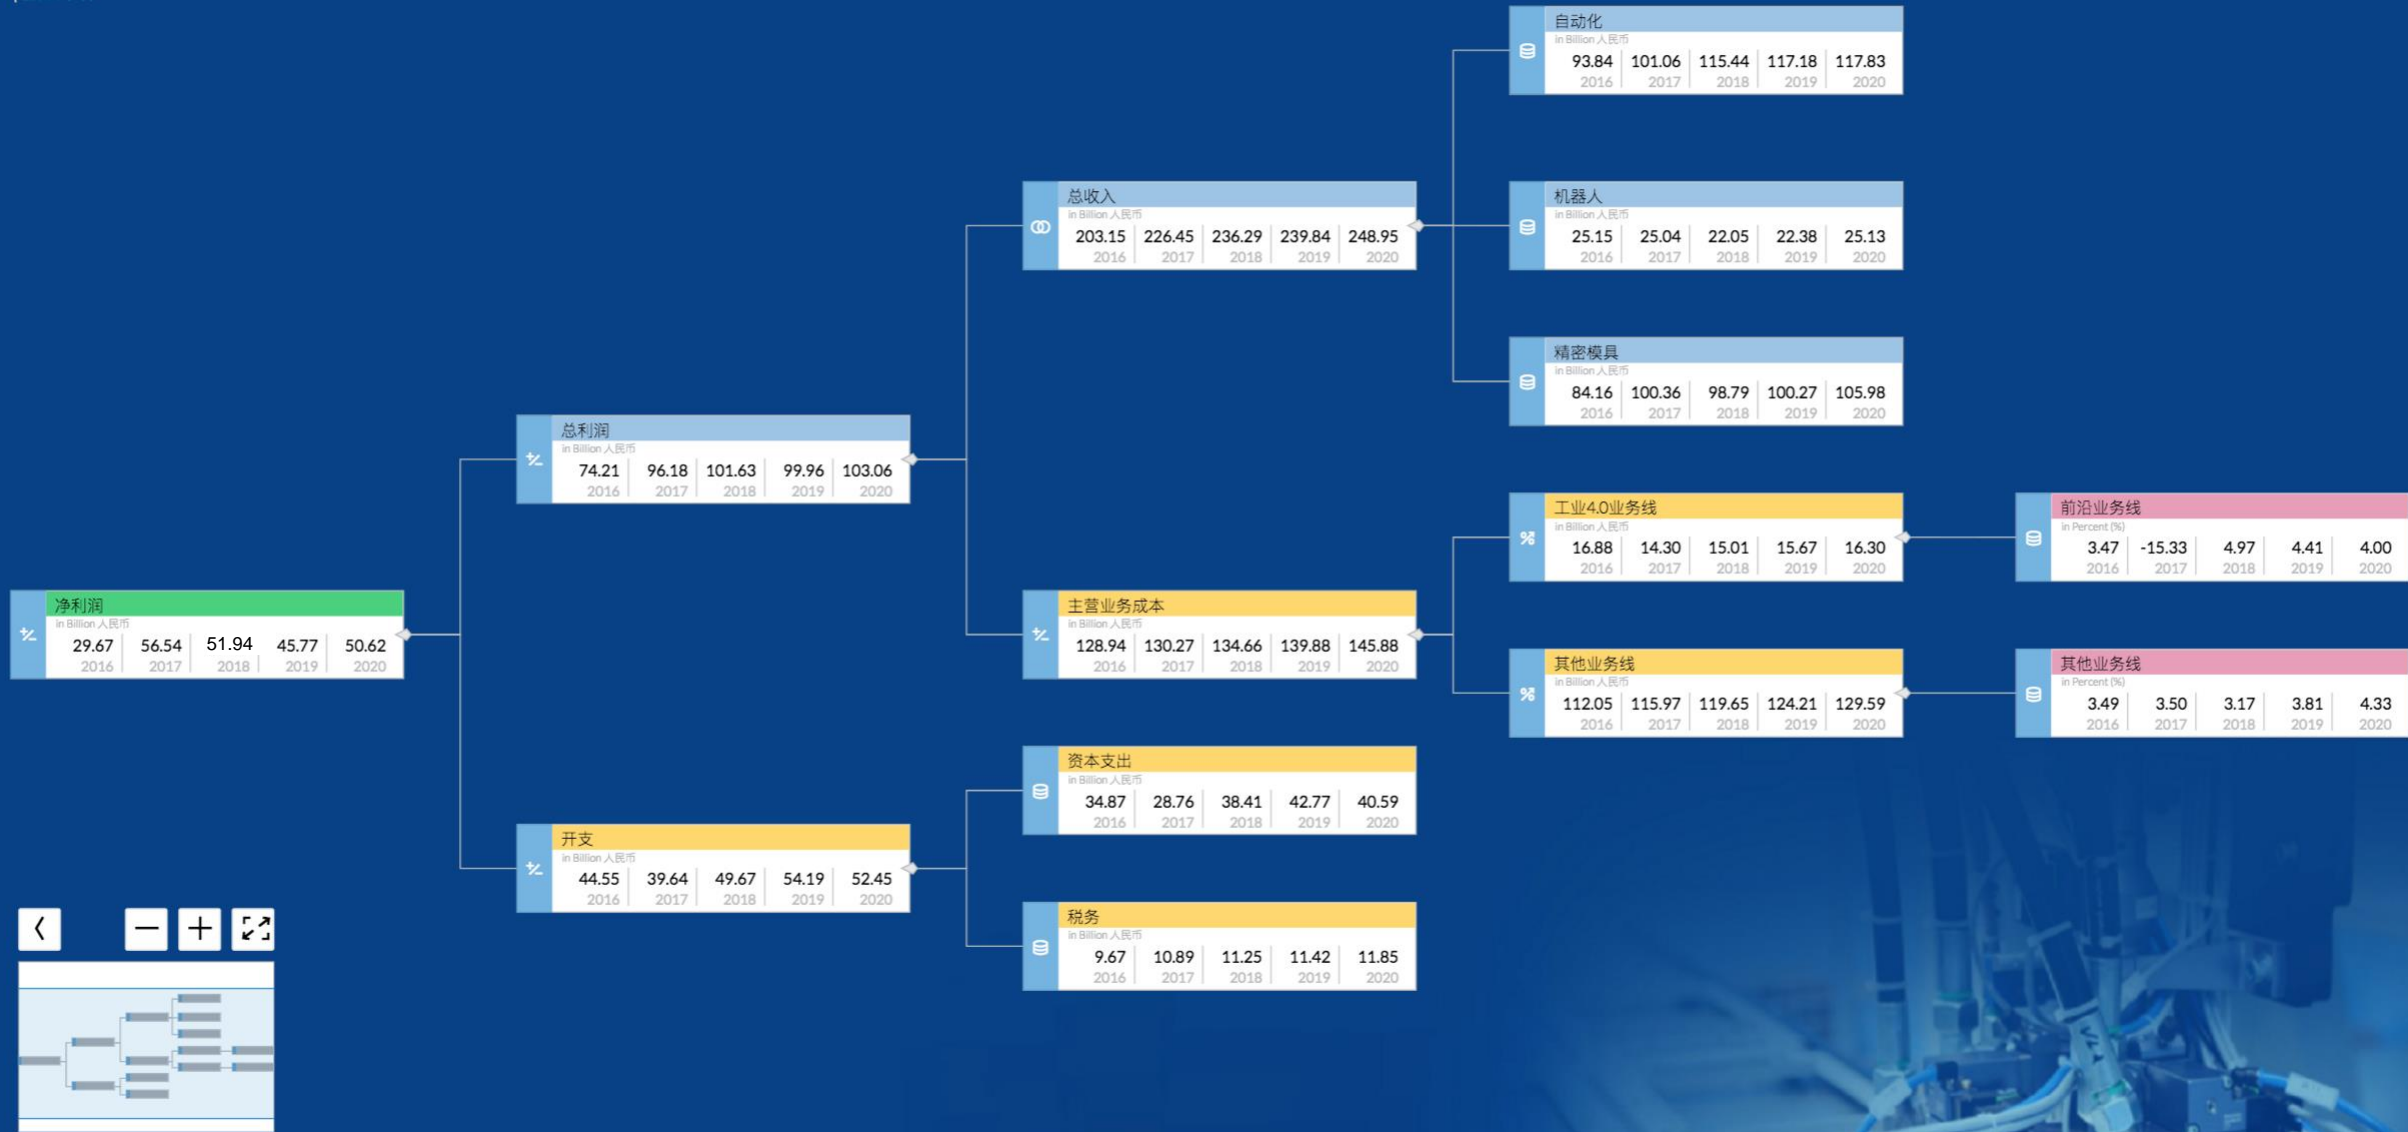 自动化
in Billion 人民币
93.84 101.06 115.44 117.18 117.83
2016 2017 2018 2019 2020
总收入
in Billion 人民币
203.15 226.45 236.29 239.84 248.95
2016 2017 2018 2019 2020
机器人
in Billion 人民币
25.15 25.04 22.05 22.38 25.13
2016 2017 2018 2019 2020
精密模具
in Billion 人民币
84.16 100.36 98.79 100.27 105.98
2016 2017 2018 2019 2020
总利润
in Billion 人民币
74.21 96.18 101.63 99.96 103.06
2016 2017 2018 2019 2020
工业4.0业务线
in Billion 人民币
16.88 14.30 15.01 15.67 16.30
2016 2017 2018 2019 2020
前沿业务线
in Percent (%)
3.47 -15.33 4.97 4.41 4.00
2016 2017 2018 2019 2020
净利润
in Billion 人民币
29.67 56.54 51.94 45.77 50.62
2016 2017 2018 2019 2020
主营业务成本
in Billion 人民币
128.94 130.27 134.66 139.88 145.88
2016 2017 2018 2019 2020
其他业务线
in Billion 人民币
112.05 115.97 119.65 124.21 129.59
2016 2017 2018 2019 2020
其他业务线
in Percent (%)
3.49 3.50 3.17 3.81 4.33
2016 2017 2018 2019 2020
资本支出
in Billion 人民币
34.87 28.76 38.41 42.77 40.59
2016 2017 2018 2019 2020
开支
in Billion 人民币
44.55 39.64 49.67 54.19 52.45
2016 2017 2018 2019 2020
税务
in Billion 人民币
9.67 10.89 11.25 11.42 11.85
2016 2017 2018 2019 2020